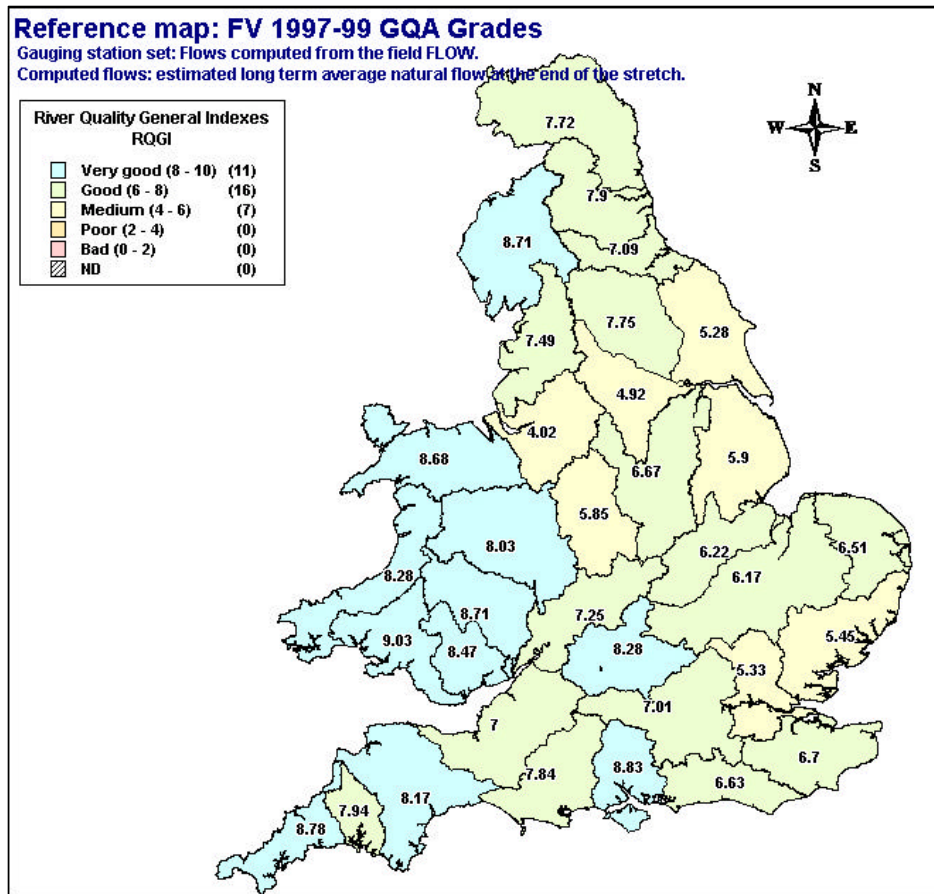 Reference map: FV 1997-99 GQA Grades
Gauging station set: Flows computed from the field FLOW.
Computed flows: estimated long term average natural flow at the end of the stretch.
River Quality General Indexes
RQGI
Very good (8 - 10) (11)
Good (6 - 8) (16)
Medium (4 - 6) (7)
Poor (2 - 4) (0)
Bad (0 - 2) (0)
ND (0)
N
W E
S
7.72
7.9
8.71
7.09
7.75
5.28
7.49
4.92
4.02
5.9
8.68
6.67
5.85
8.03
6.22
6.51
6.17
8.28
8.71
7.25
9.03
8.47
8.28
5.45
5.33
7.01
7
6.7
7.84
8.83
6.63
8.17
7.94
8.78